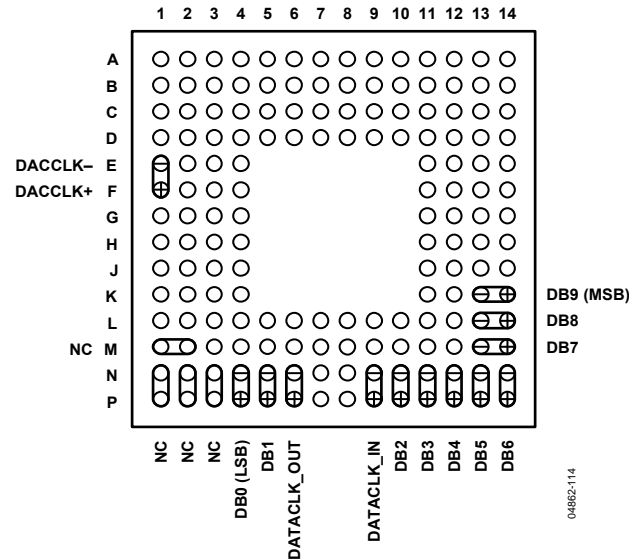 1 2 3 4 5 6 7 8 9 10 11 12 13 14
A
B
C
D
DACCLK– E
DACCLK+ F
G
H
J
K DB9 (MSB)
L DB8
NC M DB7
N
P
NC
NC
NC
DB0 (LSB)
DB1
DATACLK_OUT
DATACLK_IN
DB2
DB3
DB4
DB5
DB6
04862-114